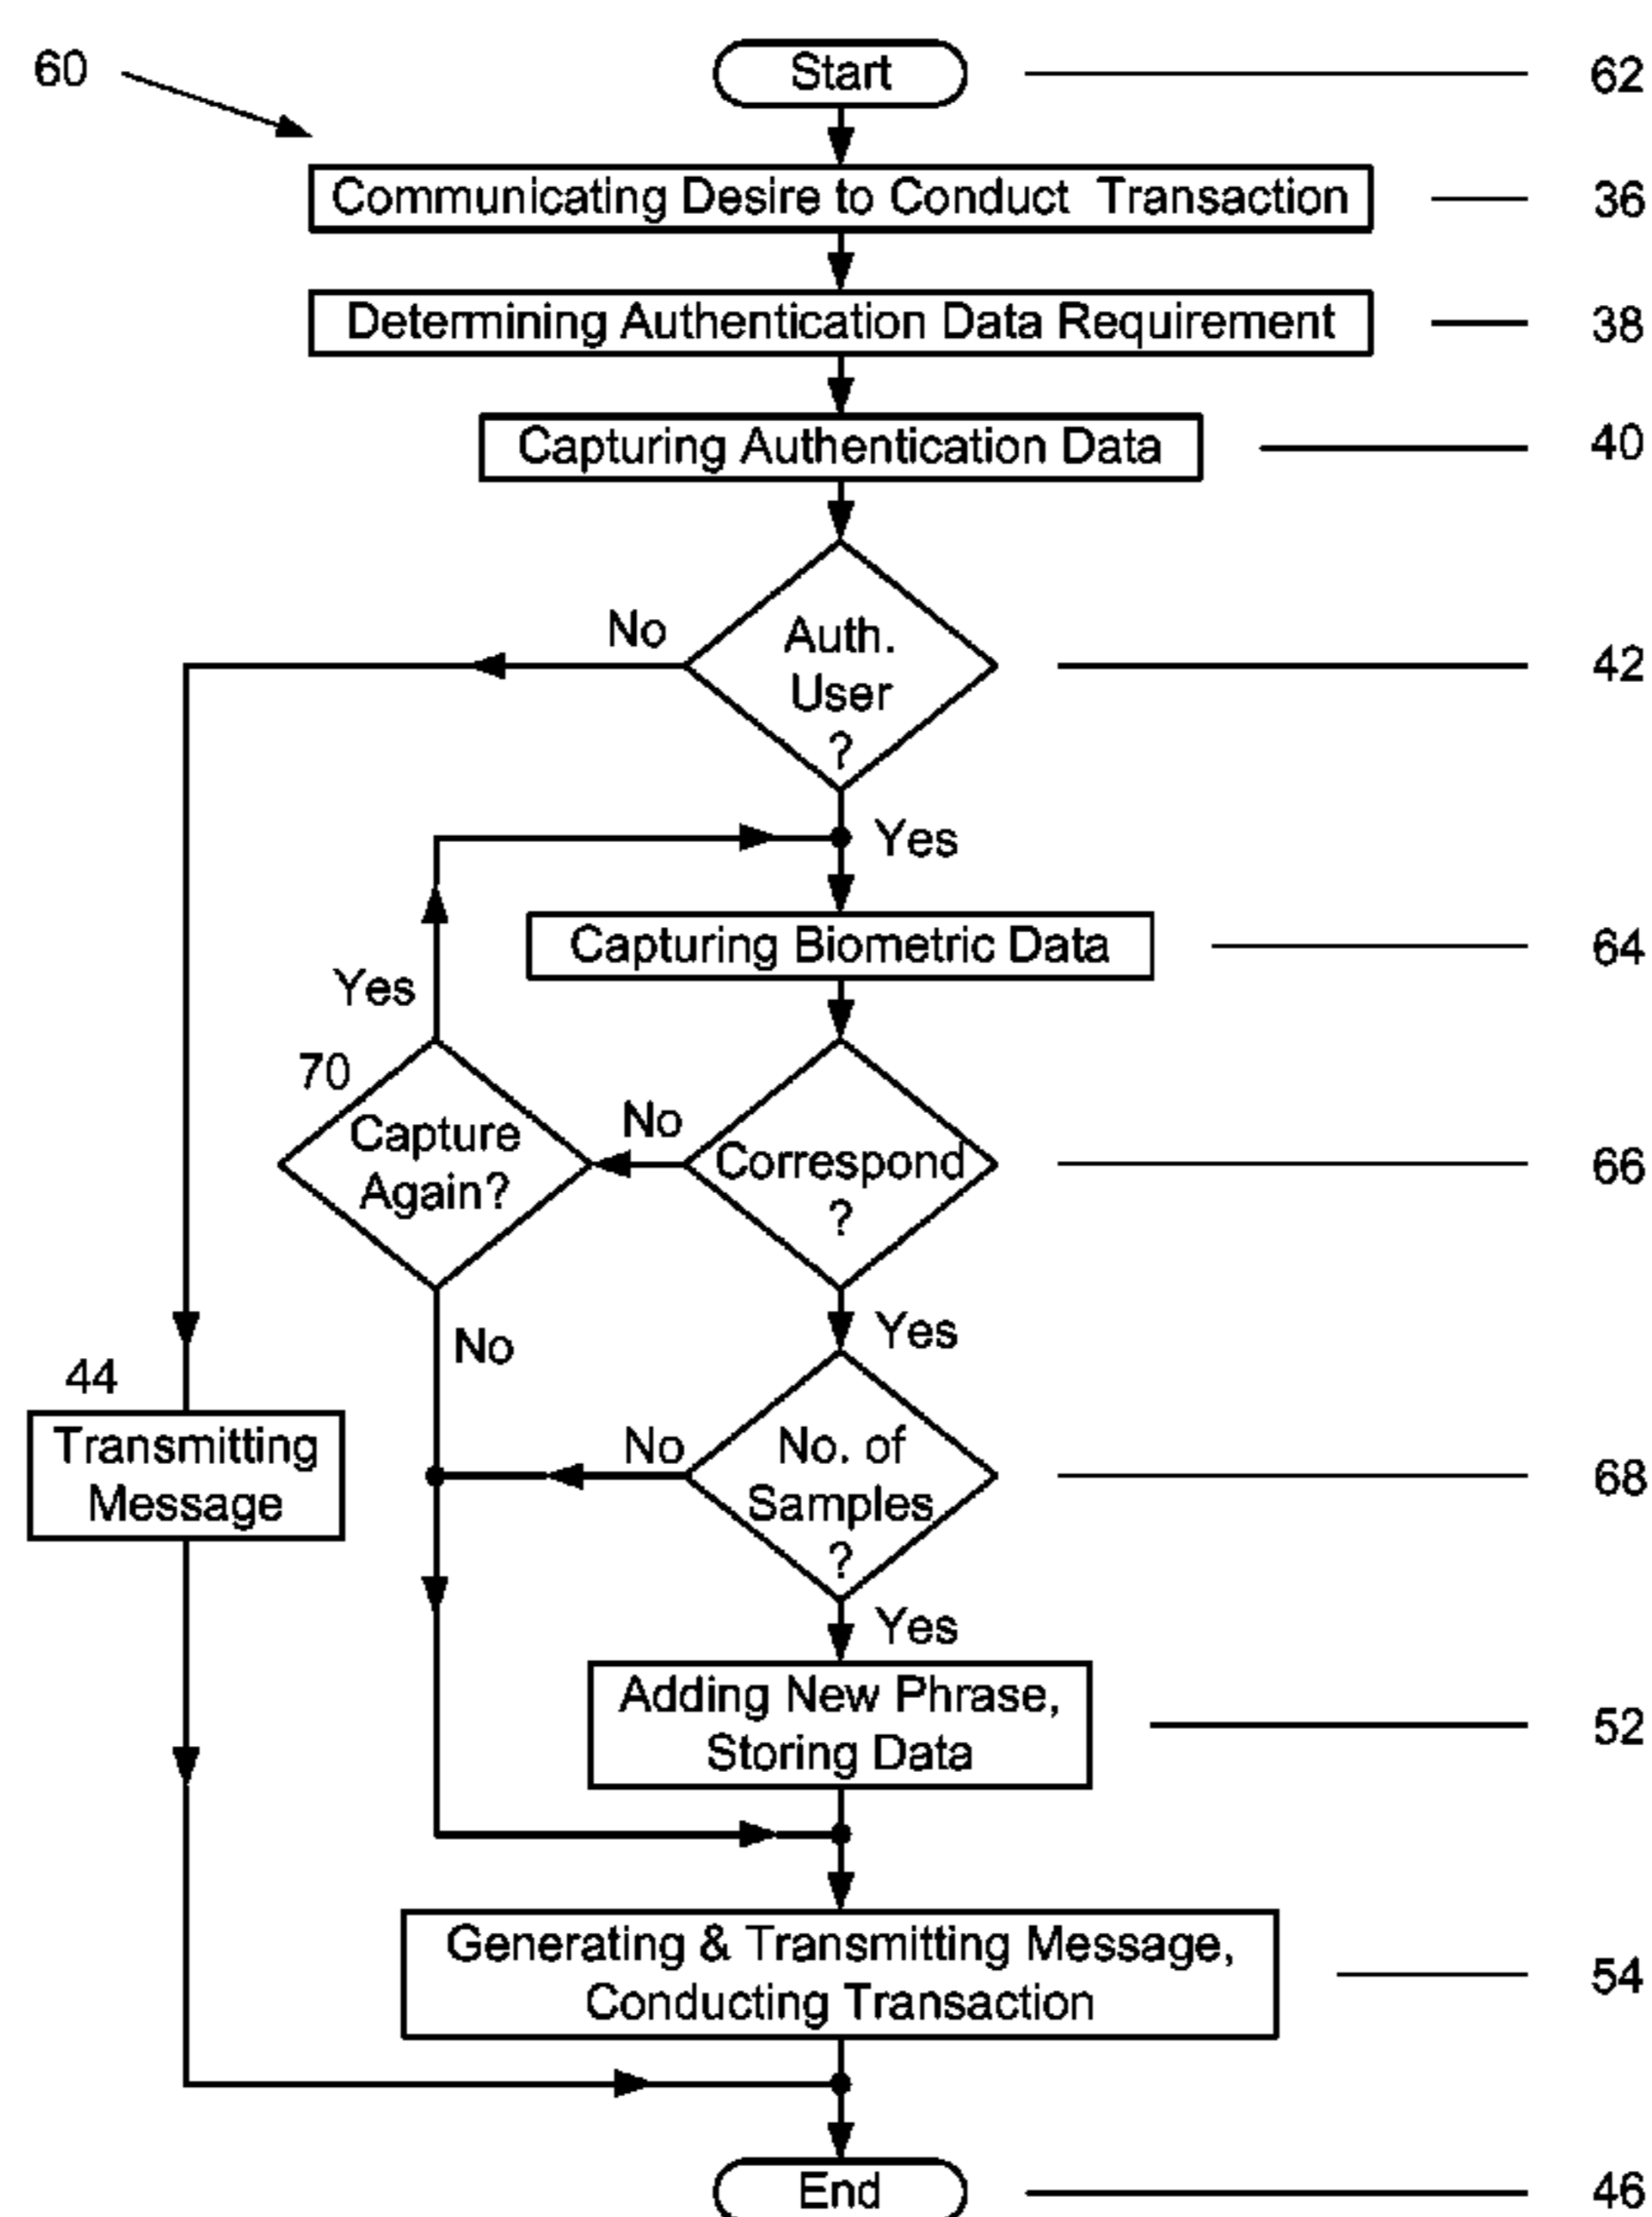 60
Start
62
Communicating Desire to Conduct Transaction
36
Determining Authentication Data Requirement
38
Capturing Authentication Data
40
No
Auth.
User
?
42
Yes
Capturing Biometric Data
64
Yes
70
Capture
Again?
No
Correspond
?
66
Yes
No
44
Transmitting
Message
No
No. of
Samples
?
68
Yes
Adding New Phrase,
Storing Data
52
Generating & Transmitting Message,
Conducting Transaction
54
End
46